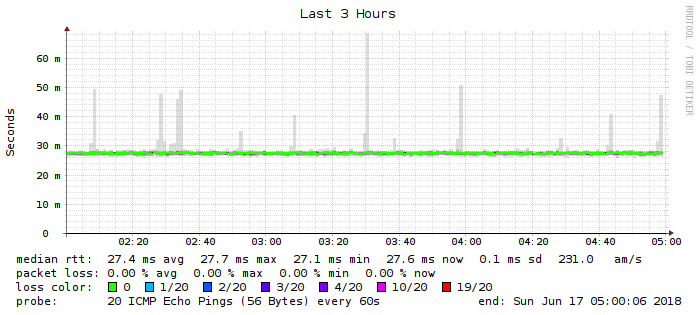 Last 3 Hours
RRDTOOL / TOBI OETIKER
Seconds
60 m
50 m
40 m
30 m
20 m
10 m
0
02:20 02:40 03:00 03:20 03:40 04:00 04:20 04:40 05:00
median rtt: 27.4 ms avg 27.7 ms max 27.1 ms min 27.6 ms now 0.1 ms sd 231.0 am/s
packet loss: 0.00 % avg 0.00 % max 0.00 % min 0.00 % now
loss color: 0 1/20 2/20 3/20 4/20 10/20 19/20
probe: 20 ICMP Echo Pings (56 Bytes) every 60s end: Sun Jun 17 05:00:06 2018